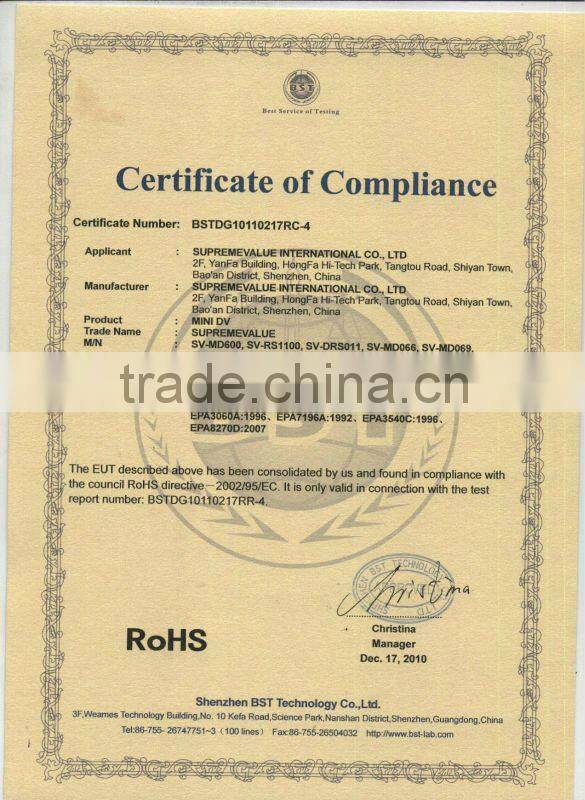 BST
Best Service of Testing
Certificate of Compliance
Certificate Number: BSTDG10110217RC-4
Applicant : SUPREMEVALUE INTERNATIONAL CO., LTD
2F, YanFa Building, HongFa Hi-Tech Park, Tangtou Road, Shiyan Town,
Bao'an District, Shenzhen, China
Manufacturer : SUPREMEVALUE INTERNATIONAL CO., LTD
2F, YanFa Building, HongFa Hi-Tech Park, Tangtou Road, Shiyan Town,
Bao'an District, Shenzhen, China
Product : MINI DV
Trade Name : SUPREMEVALUE
M/N : SV-MD600, SV-RS1100, SV-DRS011, SV-MD066, SV-MD069,
trade.china.cn
EPA3060A:1996、EPA7196A:1992、EPA3540C:1996、
EPA8270D:2007
The EUT described above has been consolidated by us and found in compliance with
the council RoHS directive—2002/95/EC. It is only valid in connection with the test
report number: BSTDG10110217RR-4.
SHENZHEN BST TECHNOLOGY CO., LTD
Christina
RoHS
Christina
Manager
Dec. 17, 2010
Shenzhen BST Technology Co.,Ltd.
3F,Weames Technology Building,No. 10 Kefa Road,Science Park,Nanshan District,Shenzhen,Guangdong,China
Tel:86-755- 26747751~3 (100 lines) Fax:86-755-26504032 http://www.bst-lab.com